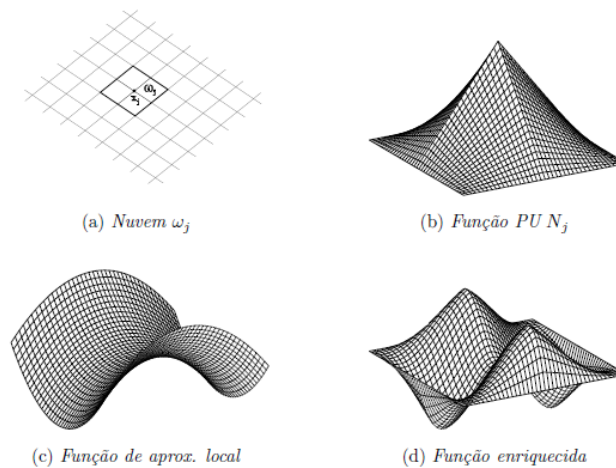 ω_j
x_j
(a) Nuvem ω_j
(b) Função PU N_j
(c) Função de aprox. local
(d) Função enriquecida